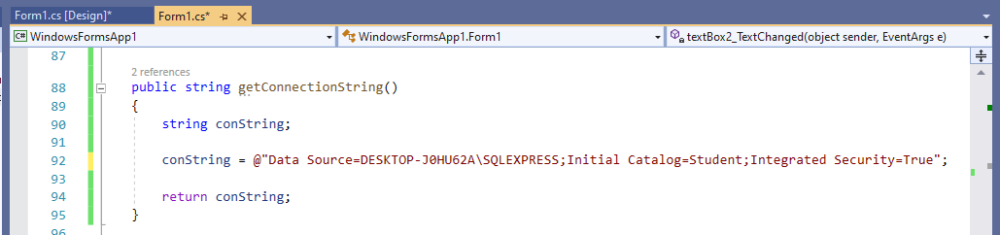 Form1.cs [Design]* Form1.cs*
WindowsFormsApp1 WindowsFormsApp1.Form1 textBox2_TextChanged(object sender, EventArgs e)
87
2 references
88 public string getConnectionString()
89 {
90 string conString;
91
92 conString = @"Data Source=DESKTOP-J0HU62A\SQLEXPRESS;Initial Catalog=Student;Integrated Security=True";
93
94 return conString;
95 }
96